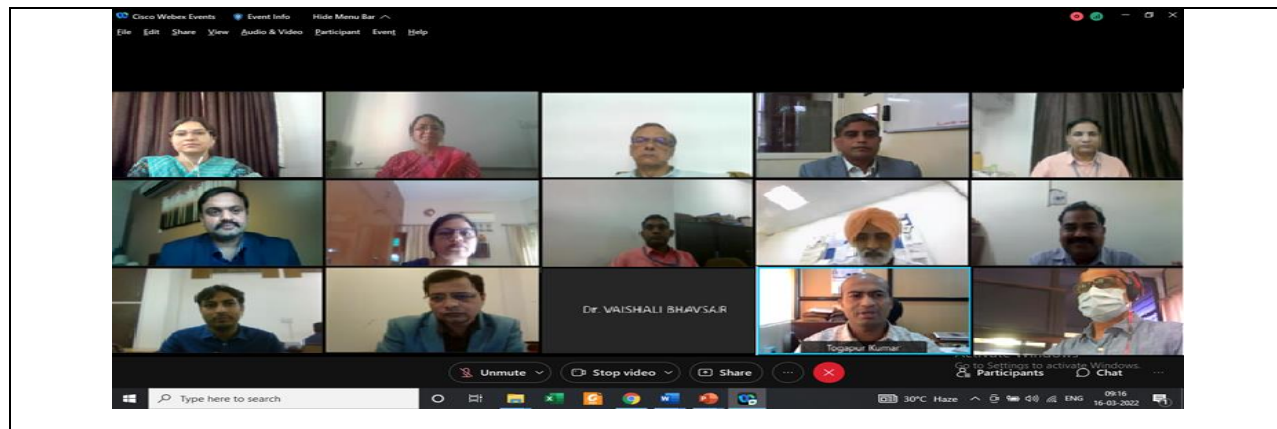 Cisco Webex Events Event Info Hide Menu Bar
File Edit Share View Audio & Video Participant Event Help
Dr. VAISHALI BHAVSAR
Togapur Kumar
Activate Windows
Go to Settings to activate Windows.
Unmute Stop video Share Participants Chat
Type here to search 30°C Haze ENG 09:16
16-03-2022